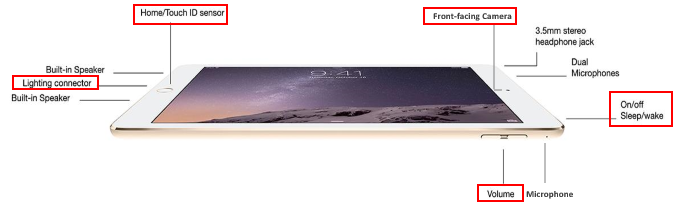 Home/Touch ID sensor
Front-facing Camera
3.5mm stereo
headphone jack
Built-in Speaker
Dual
Microphones
Lighting connector
Built-in Speaker
9:41
On/off
Sleep/wake
Volume
Microphone